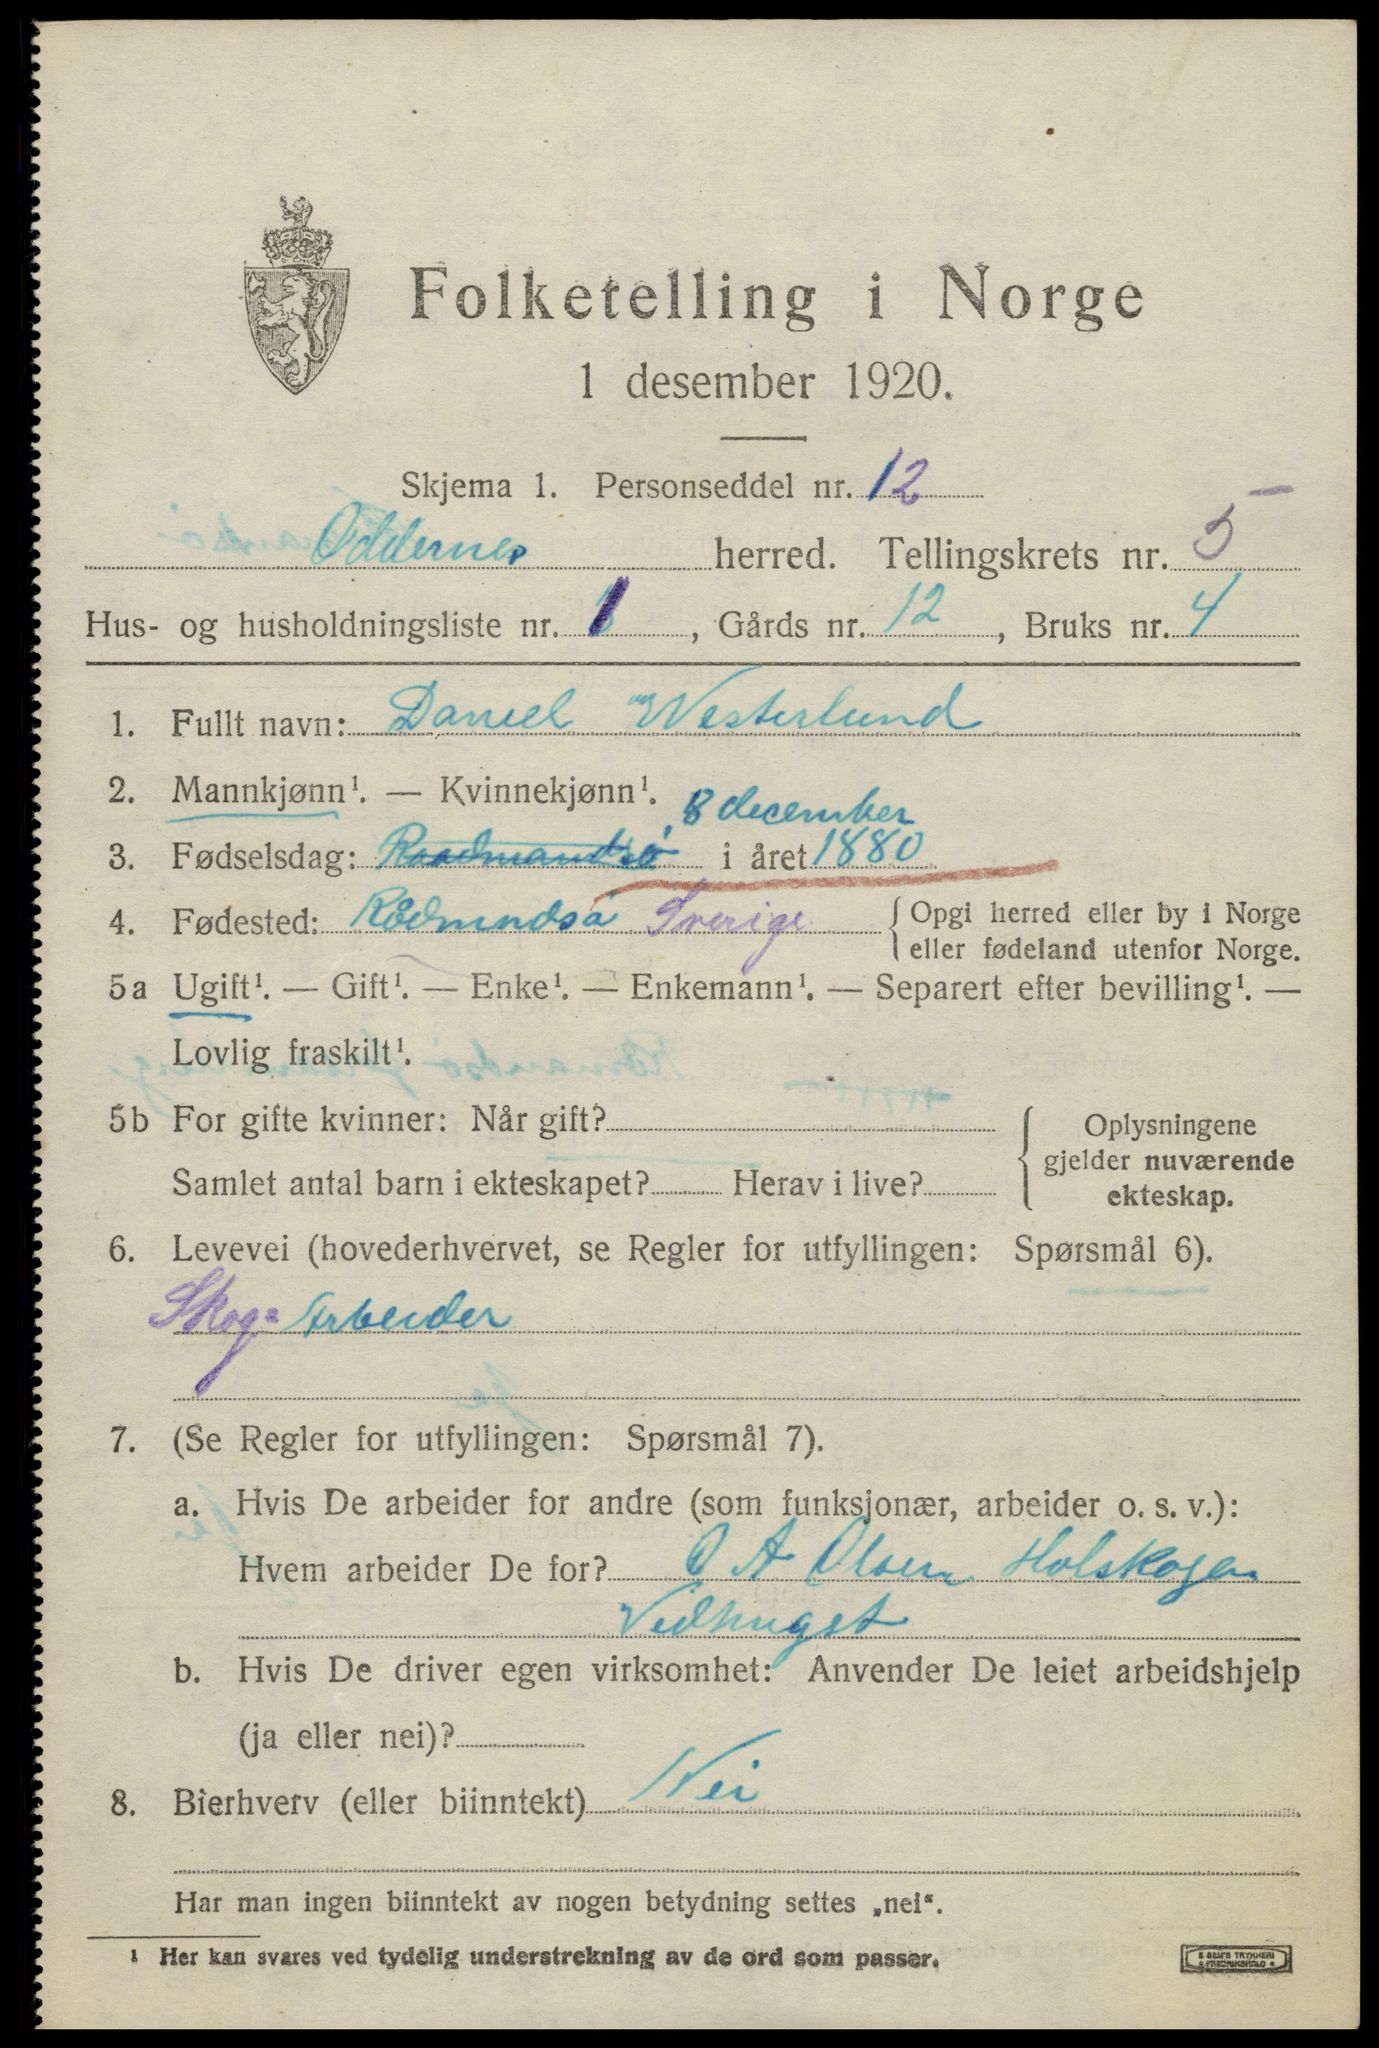 Folketelling i Norge
1 desember 1920.
Skjema 1. Personseddel nr. 12
Oddernes herred. Tellingskrets nr. 5
Hus- og husholdningsliste nr. 1, Gårds nr. 12, Bruks nr. 4
1. Fullt navn: Daniel Westerlund
2. Mannkjønn¹. — Kvinnekjønn¹.
8 december
3. Fødselsdag: Raadmandsø i året 1880
4. Fødested: Rådmndsø Sverige { Opgi herred eller by i Norge
eller fødeland utenfor Norge.
5a Ugift¹. — Gift¹. — Enke¹. — Enkemann¹. — Separert efter bevilling¹. —
Lovlig fraskilt¹.
5b For gifte kvinner: Når gift? { Oplysningene
gjelder nuværende
Samlet antal barn i ekteskapet? Herav i live? ekteskap.
6. Levevei (hovederhvervet, se Regler for utfyllingen: Spørsmål 6).
Skog= Arbeider
7. (Se Regler for utfyllingen: Spørsmål 7).
a. Hvis De arbeider for andre (som funksjonær, arbeider o. s. v.):
Hvem arbeider De for? O A Olsen Holskogen
Vedhugst
b. Hvis De driver egen virksomhet: Anvender De leiet arbeidshjelp
(ja eller nei)?
8. Bierhverv (eller biinntekt) Nei
Har man ingen biinntekt av nogen betydning settes „nei“.
¹ Her kan svares ved tydelig understrekning av de ord som passer.